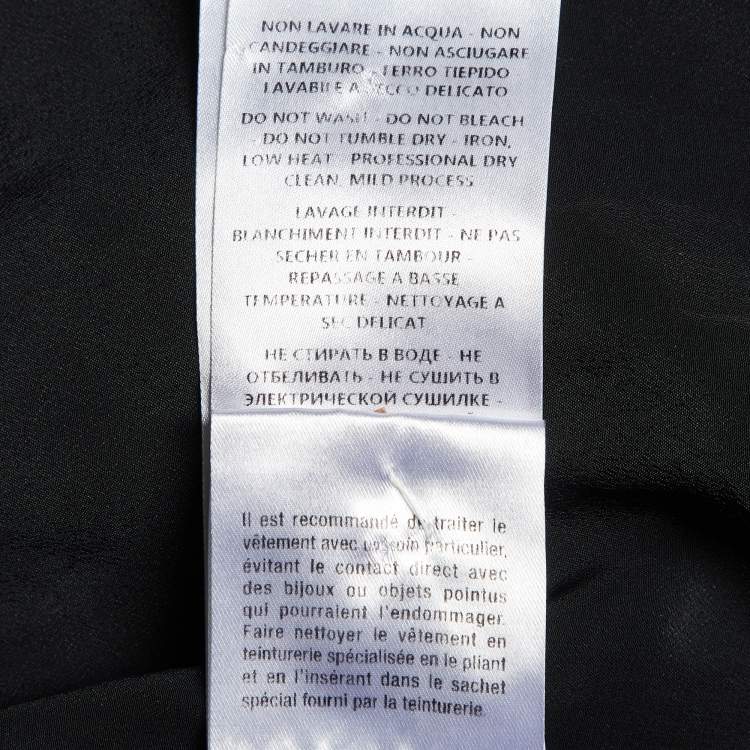 NON LAVARE IN ACQUA - NON
CANDEGGIARE - NON ASCIUGARE
IN TAMBURO - FERRO TIEPIDO -
LAVABILE A SECCO DELICATO
DO NOT WASH - DO NOT BLEACH
- DO NOT TUMBLE DRY - IRON,
LOW HEAT - PROFESSIONAL DRY
CLEAN, MILD PROCESS
LAVAGE INTERDIT -
BLANCHIMENT INTERDIT - NE PAS
SECHER EN TAMBOUR -
REPASSAGE A BASSE
TEMPERATURE - NETTOYAGE A
SEC DELICAT
НЕ СТИРАТЬ В ВОДЕ - НЕ
ОТБЕЛИВАТЬ - НЕ СУШИТЬ В
ЭЛЕКТРИЧЕСКОЙ СУШИЛКЕ -
Il est recommandé de traiter le
vêtement avec un soin particulier,
évitant le contact direct avec
des bijoux ou objets pointus
qui pourraient l'endommager.
Faire nettoyer le vêtement en
teinturerie spécialisée en le pliant
et en l'insérant dans le sachet
spécial fourni par la teinturerie.